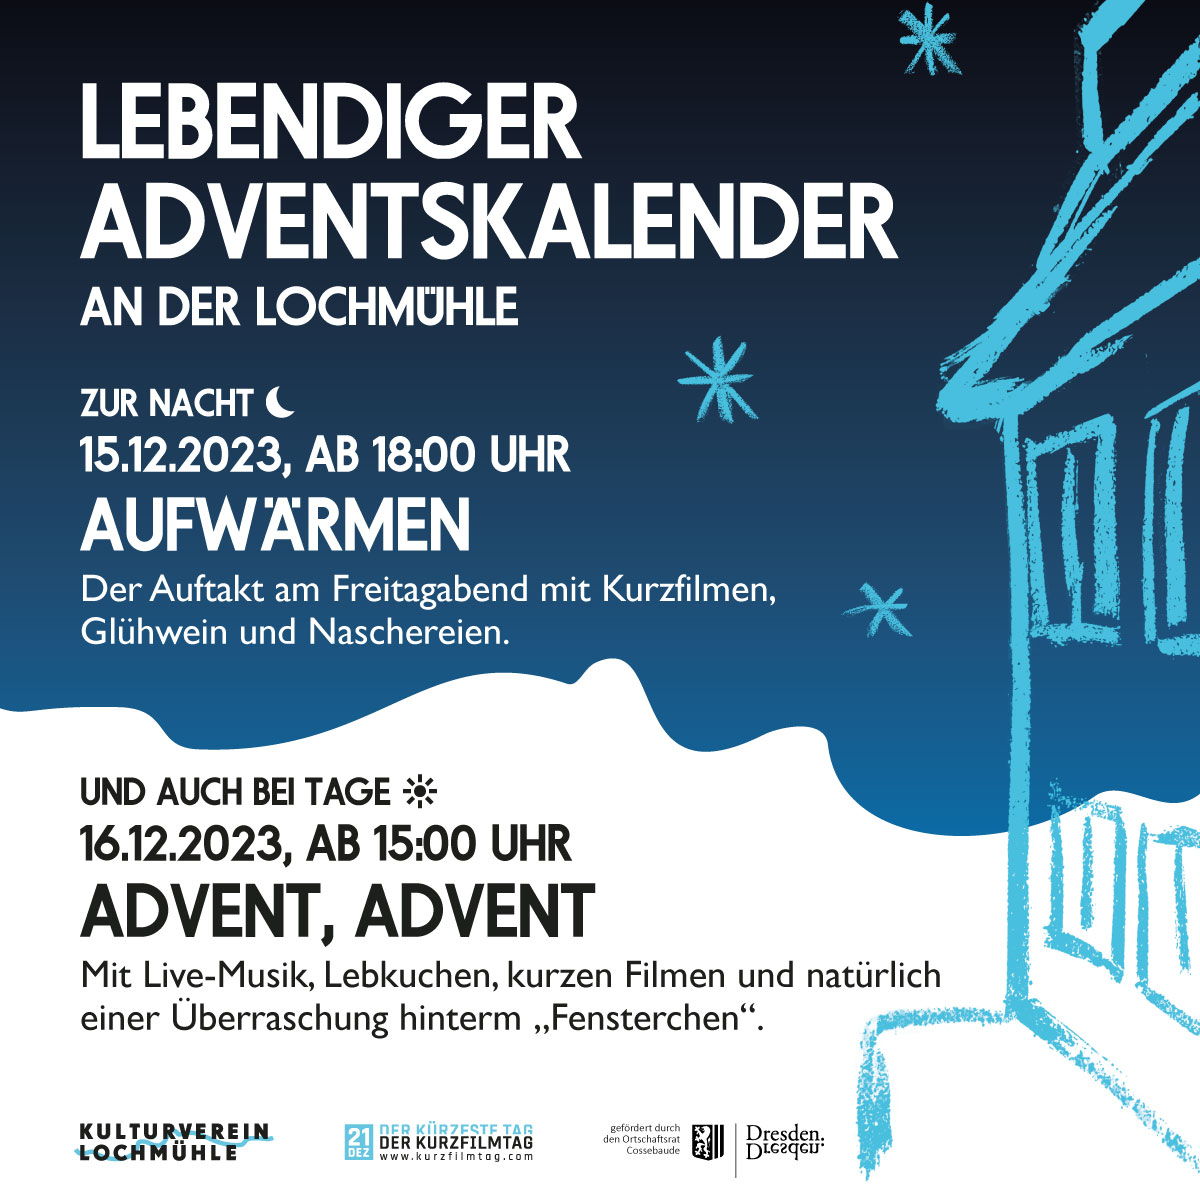 LEBENDIGER
ADVENTSKALENDER
AN DER LOCHMÜHLE
ZUR NACHT
15.12.2023, AB 18:00 UHR
AUFWÄRMEN
Der Auftakt am Freitagabend mit Kurzfilmen,
Glühwein und Naschereien.
UND AUCH BEI TAGE
16.12.2023, AB 15:00 UHR
ADVENT, ADVENT
Mit Live-Musik, Lebkuchen, kurzen Filmen und natürlich
einer Überraschung hinterm „Fensterchen“.
KULTURVEREIN
LOCHMÜHLE
21
DEZ
DER KÜRZESTE TAG
DER KURZFILMTAG
www.kurzfilmtag.com
gefördert durch
den Ortschaftsrat
Cossebaude
Dresden.
Dresden.